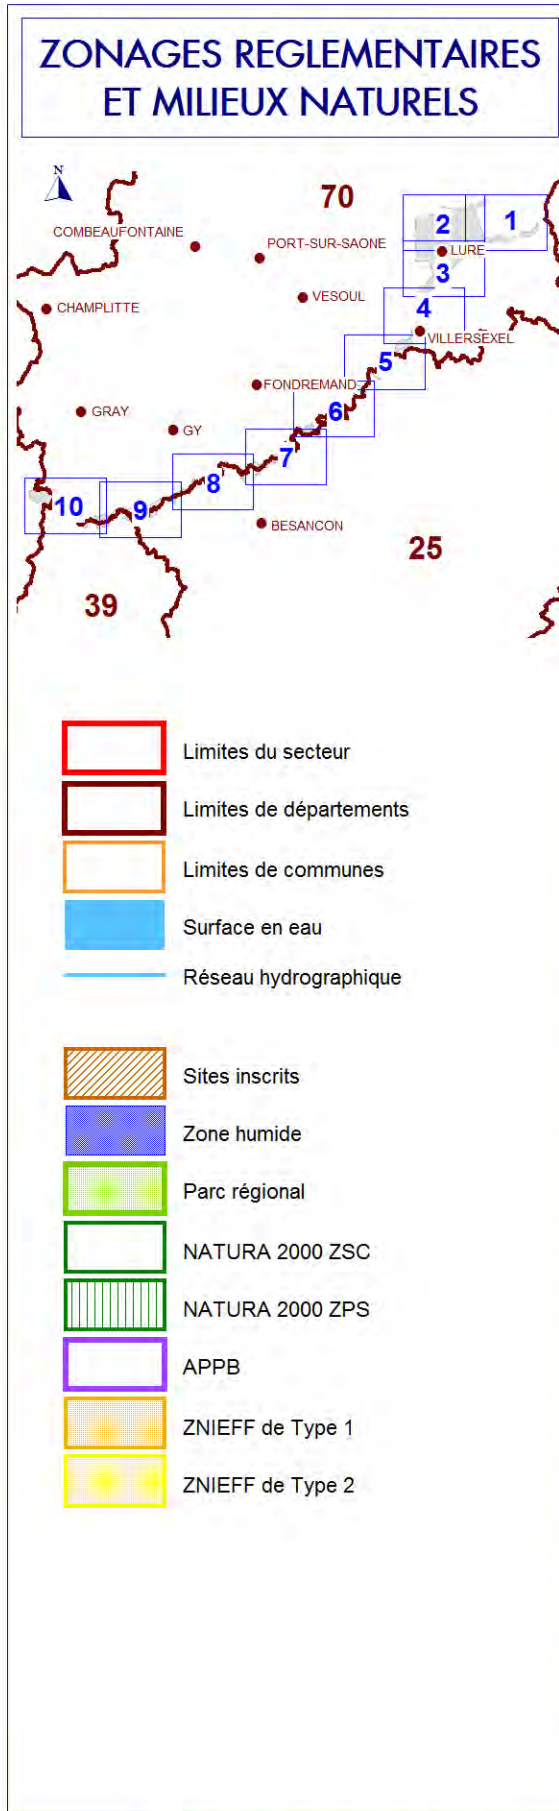 ZONAGES REGLEMENTAIRES
ET MILIEUX NATURELS
N
70
COMBEAUFONTAINE
PORT-SUR-SAONE
2
1
LURE
3
VESOUL
CHAMPLITTE
4
VILLERSEXEL
5
FONDREMAND
6
GRAY
GY
7
8
10
9
BESANCON
25
39
Limites du secteur
Limites de départements
Limites de communes
Surface en eau
Réseau hydrographique
Sites inscrits
Zone humide
Parc régional
NATURA 2000 ZSC
NATURA 2000 ZPS
APPB
ZNIEFF de Type 1
ZNIEFF de Type 2